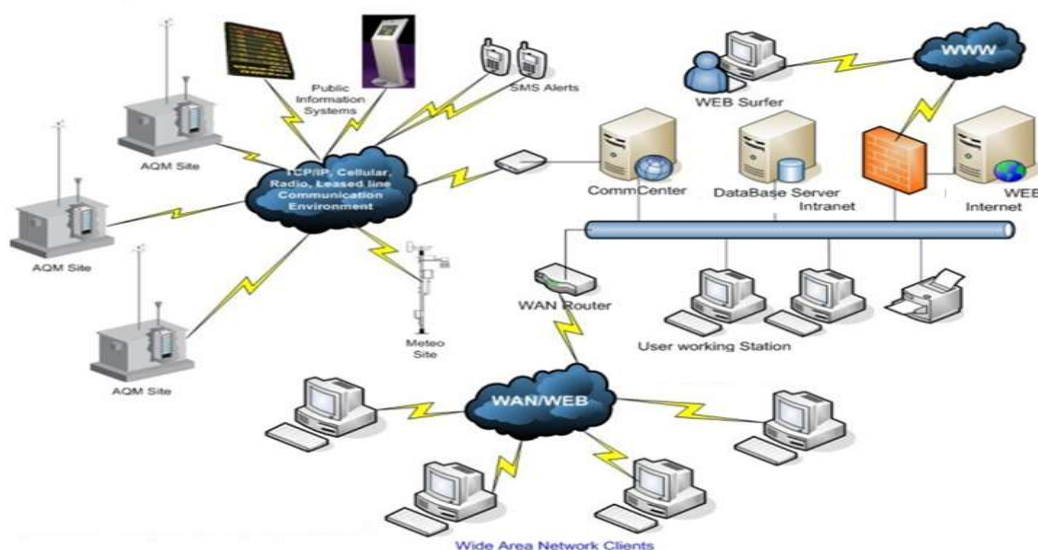 Public
Information
Systems
SMS Alerts
WWW
WEB Surfer
AQM Site
TCP/IP, Cellular,
Radio, Leased line
Communication
Environment
CommCenter
DataBase Server
Intranet
WEB
Internet
AQM Site
WAN Router
Meteo
Site
User working Station
AQM Site
WAN/WEB
Wide Area Network Clients